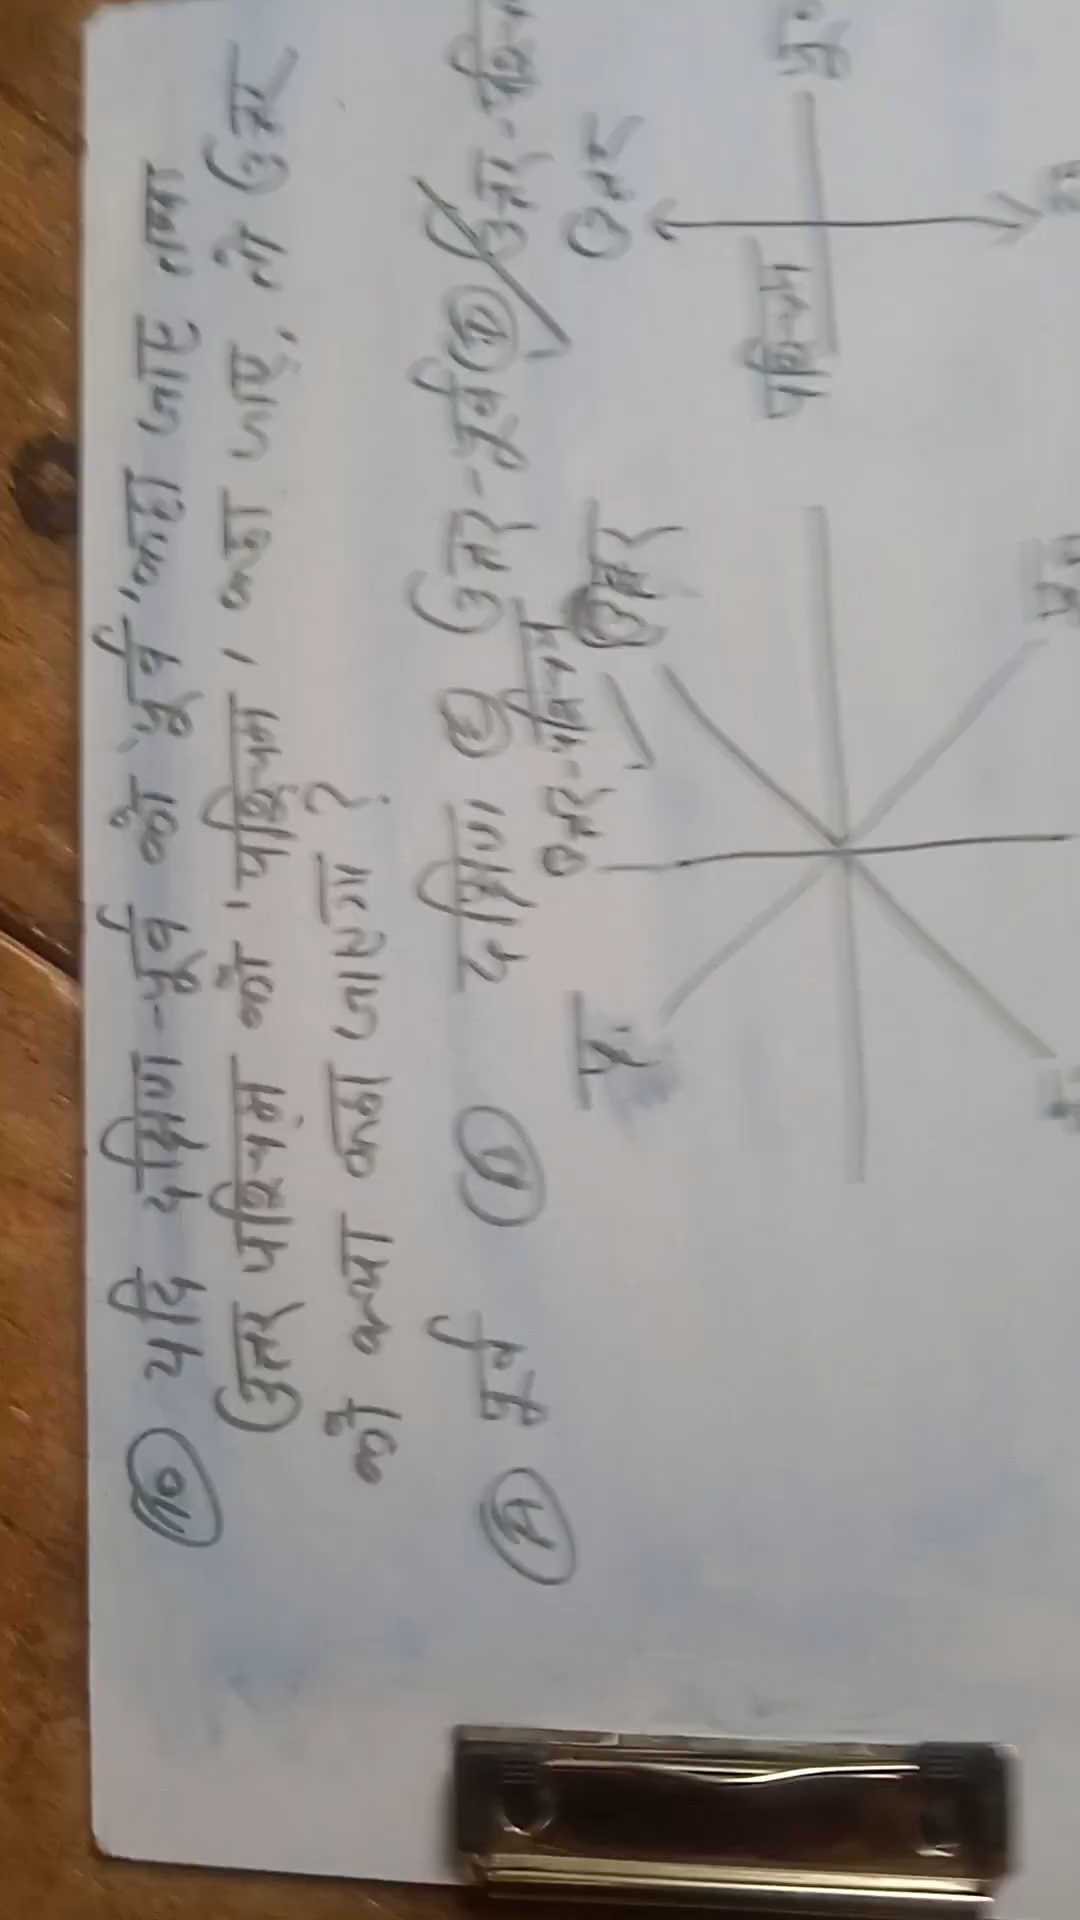 (10) यदि दक्षिण-पूर्व को 'पूर्व' कहा जाए तथा
उत्तर पश्चिम को 'पश्चिम', कहा जाए, तो उत्तर
को क्या कहा जाएगा?
(A) पूर्व (B) दक्षिण (C) उत्तर-पूर्व (D) उत्तर-पश्चि
उत्तर-पश्चिम
उत्तर
उत्तर
प.
पश्चिम
पू.
पूर्व
द.